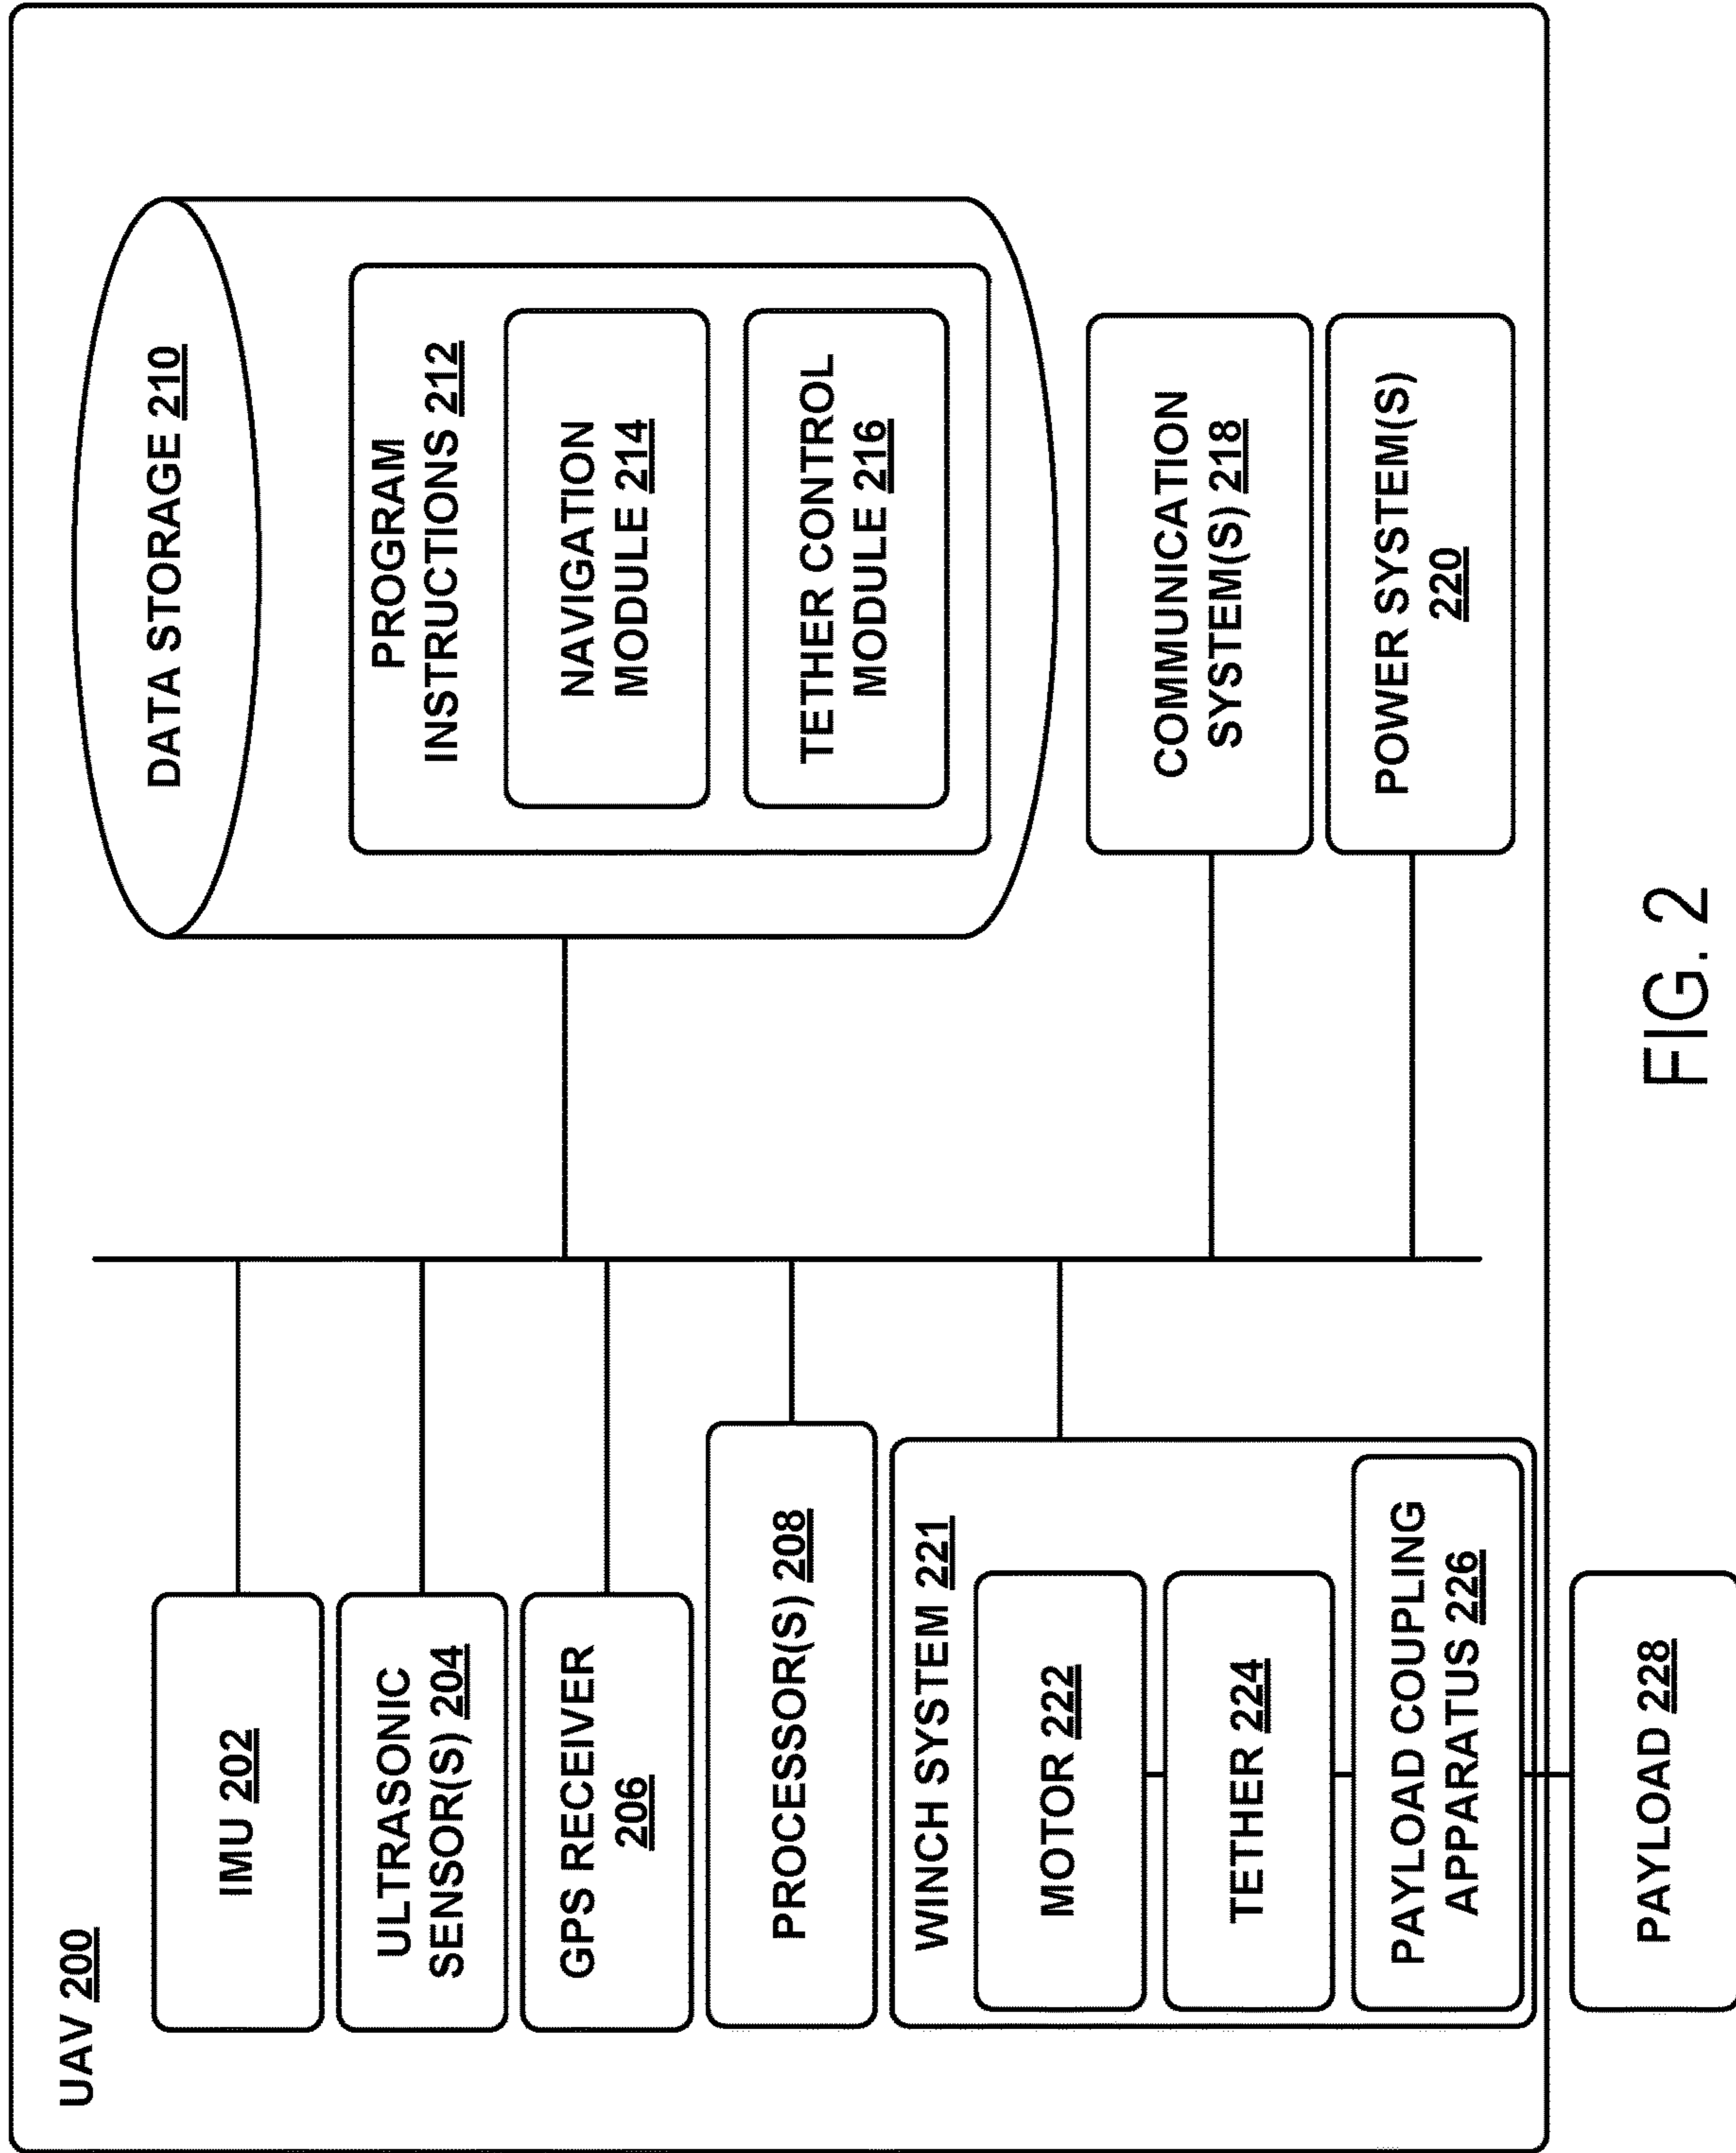 UAV 200
IMU 202
ULTRASONIC
SENSOR(S) 204
GPS RECEIVER
206
PROCESSOR(S) 208
WINCH SYSTEM 221
MOTOR 222
TETHER 224
PAYLOAD COUPLING
APPARATUS 226
PAYLOAD 228
DATA STORAGE 210
PROGRAM
INSTRUCTIONS 212
NAVIGATION
MODULE 214
TETHER CONTROL
MODULE 216
COMMUNICATION
SYSTEM(S) 218
POWER SYSTEM(S)
220
FIG. 2